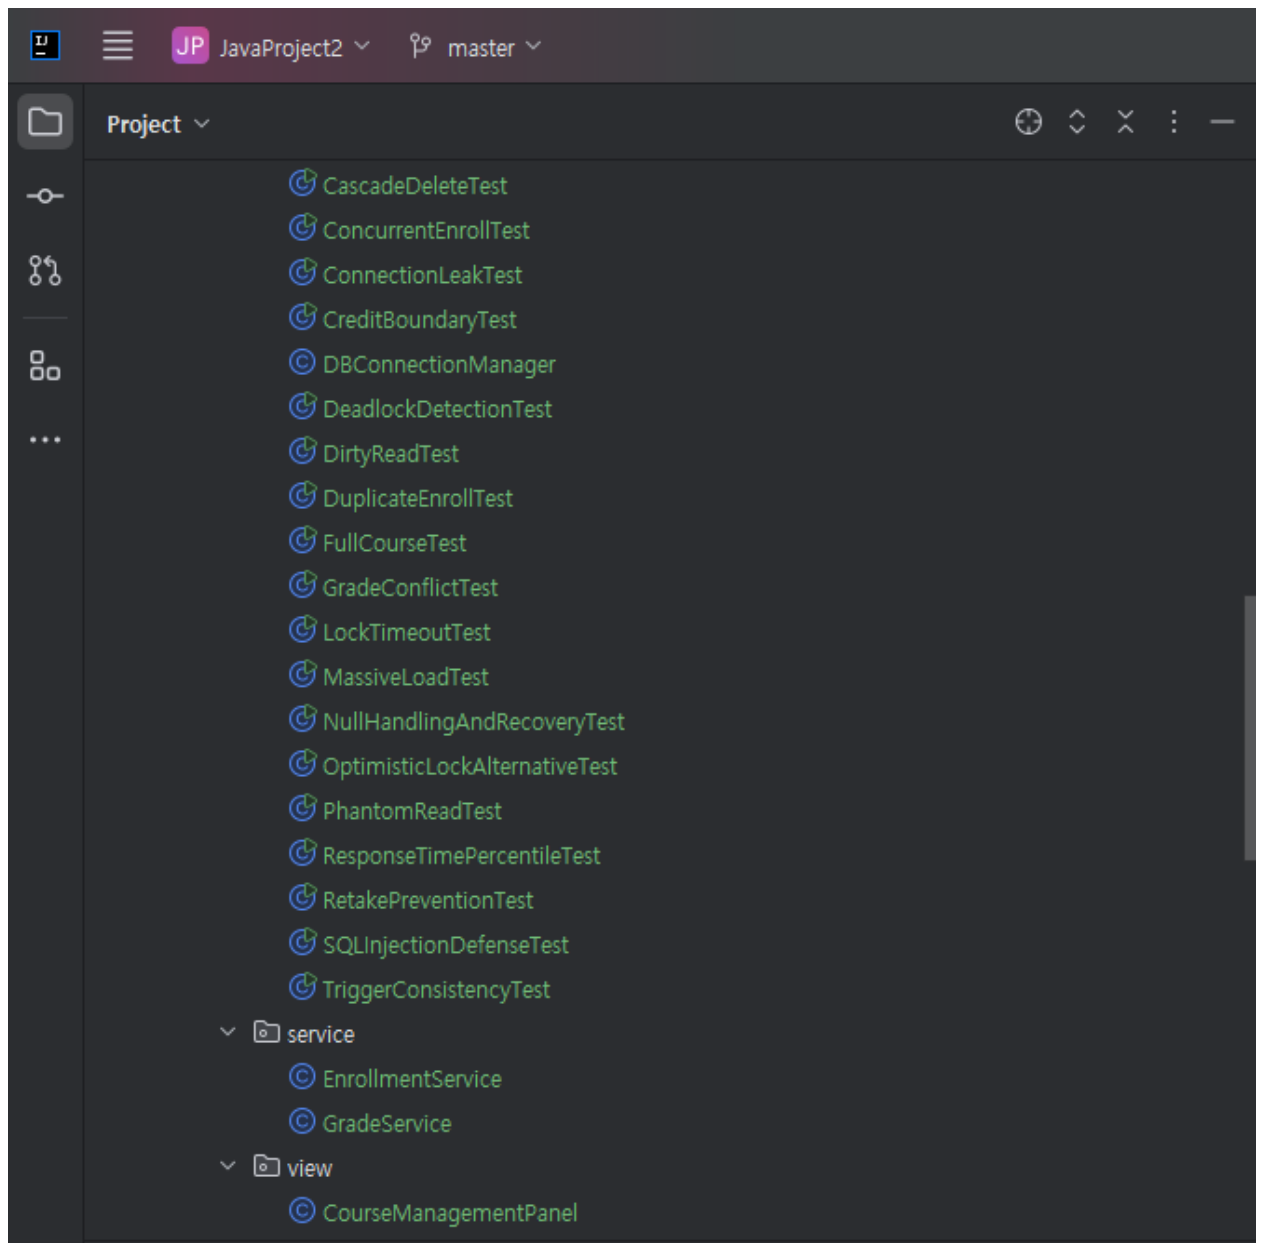 IJ
JP JavaProject2 master
Project
CascadeDeleteTest
ConcurrentEnrollTest
ConnectionLeakTest
CreditBoundaryTest
DBConnectionManager
DeadlockDetectionTest
DirtyReadTest
DuplicateEnrollTest
FullCourseTest
GradeConflictTest
LockTimeoutTest
MassiveLoadTest
NullHandlingAndRecoveryTest
OptimisticLockAlternativeTest
PhantomReadTest
ResponseTimePercentileTest
RetakePreventionTest
SQLInjectionDefenseTest
TriggerConsistencyTest
service
EnrollmentService
GradeService
view
CourseManagementPanel